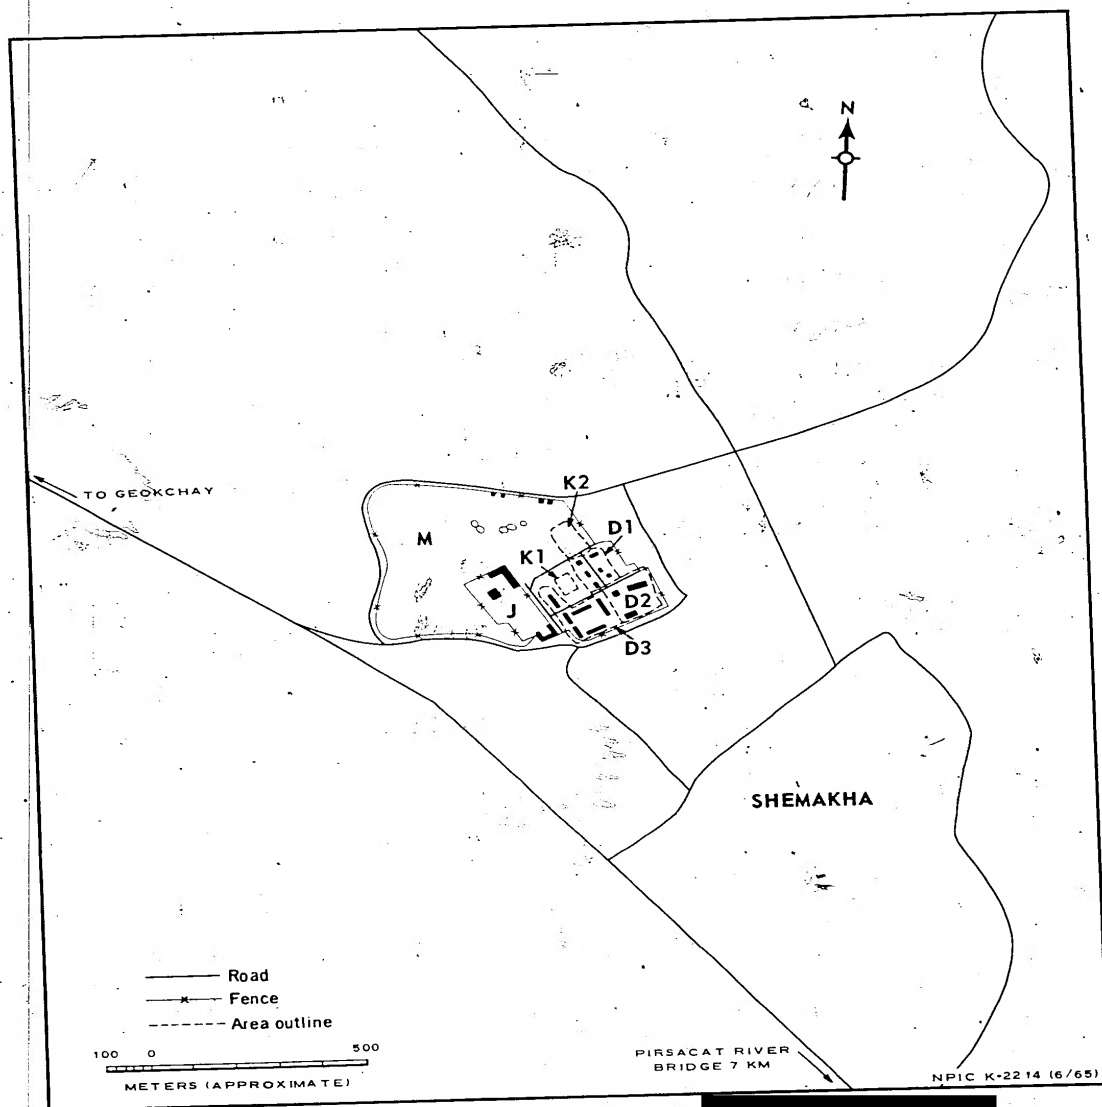 N
TO GEOKCHAY
K2
M
D1
K1
J
D2
D3
SHEMAKHA
Road
Fence
Area outline
100 0 500
METERS (APPROXIMATE)
PIRSACAT RIVER
BRIDGE 7 KM
NPIC K-2214 (6/65)